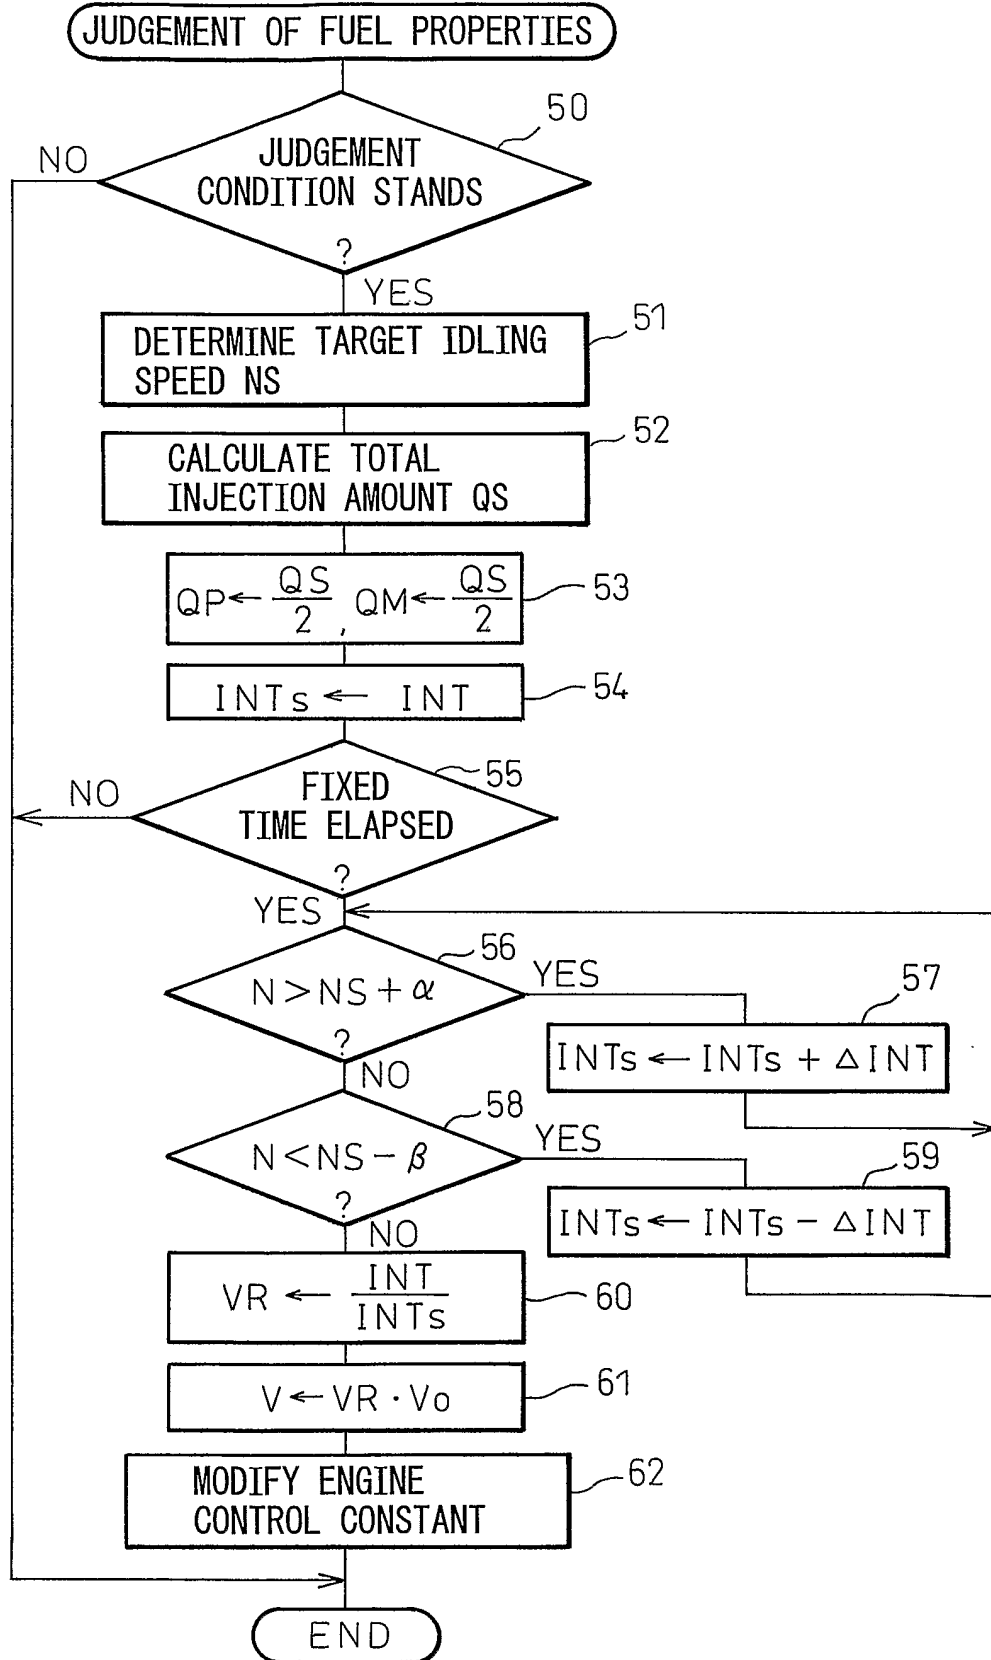 JUDGEMENT OF FUEL PROPERTIES
50
NO
JUDGEMENT
CONDITION STANDS
?
YES
51
DETERMINE TARGET IDLING
SPEED NS
52
CALCULATE TOTAL
INJECTION AMOUNT QS
53
QP← QS/2 , QM← QS/2
54
INTs ← INT
55
NO
FIXED
TIME ELAPSED
?
YES
56
N > NS + α
YES
?
57
INTs ← INTs + △INT
NO
58
N < NS − β
YES
?
59
INTs ← INTs − △INT
NO
VR ← INT/INTs
60
V ← VR · Vo
61
MODIFY ENGINE
CONTROL CONSTANT
62
END